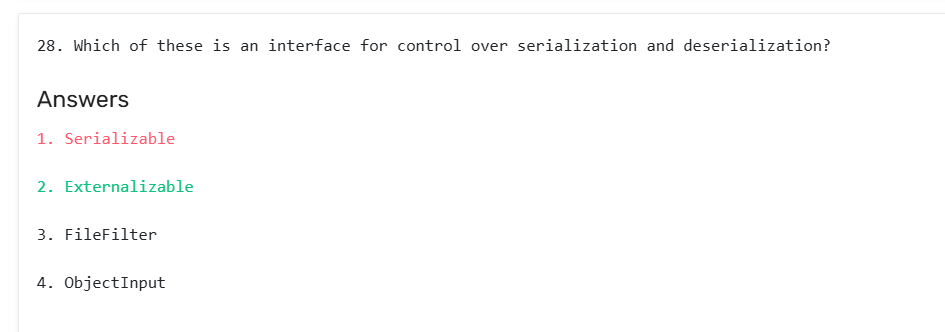 28. Which of these is an interface for control over serialization and deserialization?
Answers
1. Serializable
2. Externalizable
3. FileFilter
4. ObjectInput